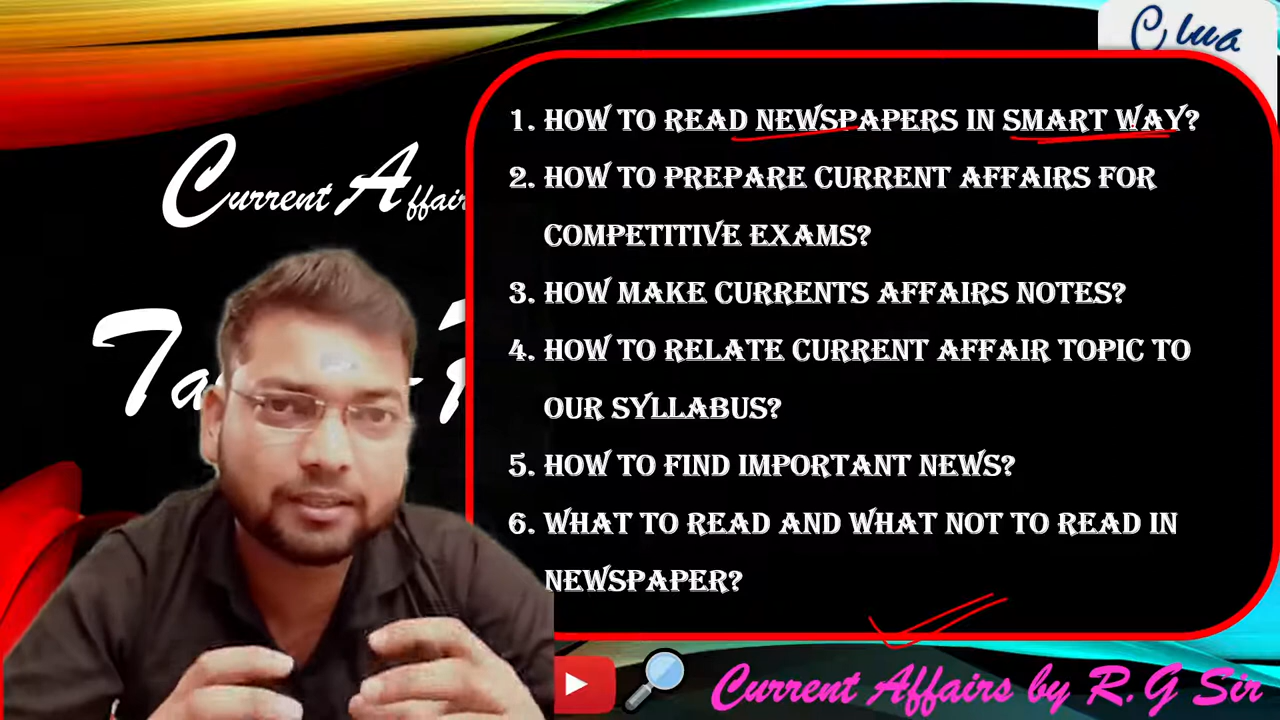 C lua
1. HOW TO READ NEWSPAPERS IN SMART WAY?
2. HOW TO PREPARE CURRENT AFFAIRS FOR
COMPETITIVE EXAMS?
3. HOW MAKE CURRENTS AFFAIRS NOTES?
4. HOW TO RELATE CURRENT AFFAIR TOPIC TO
OUR SYLLABUS?
5. HOW TO FIND IMPORTANT NEWS?
6. WHAT TO READ AND WHAT NOT TO READ IN
NEWSPAPER?
Current Affair
Current Affairs by R.G Sir